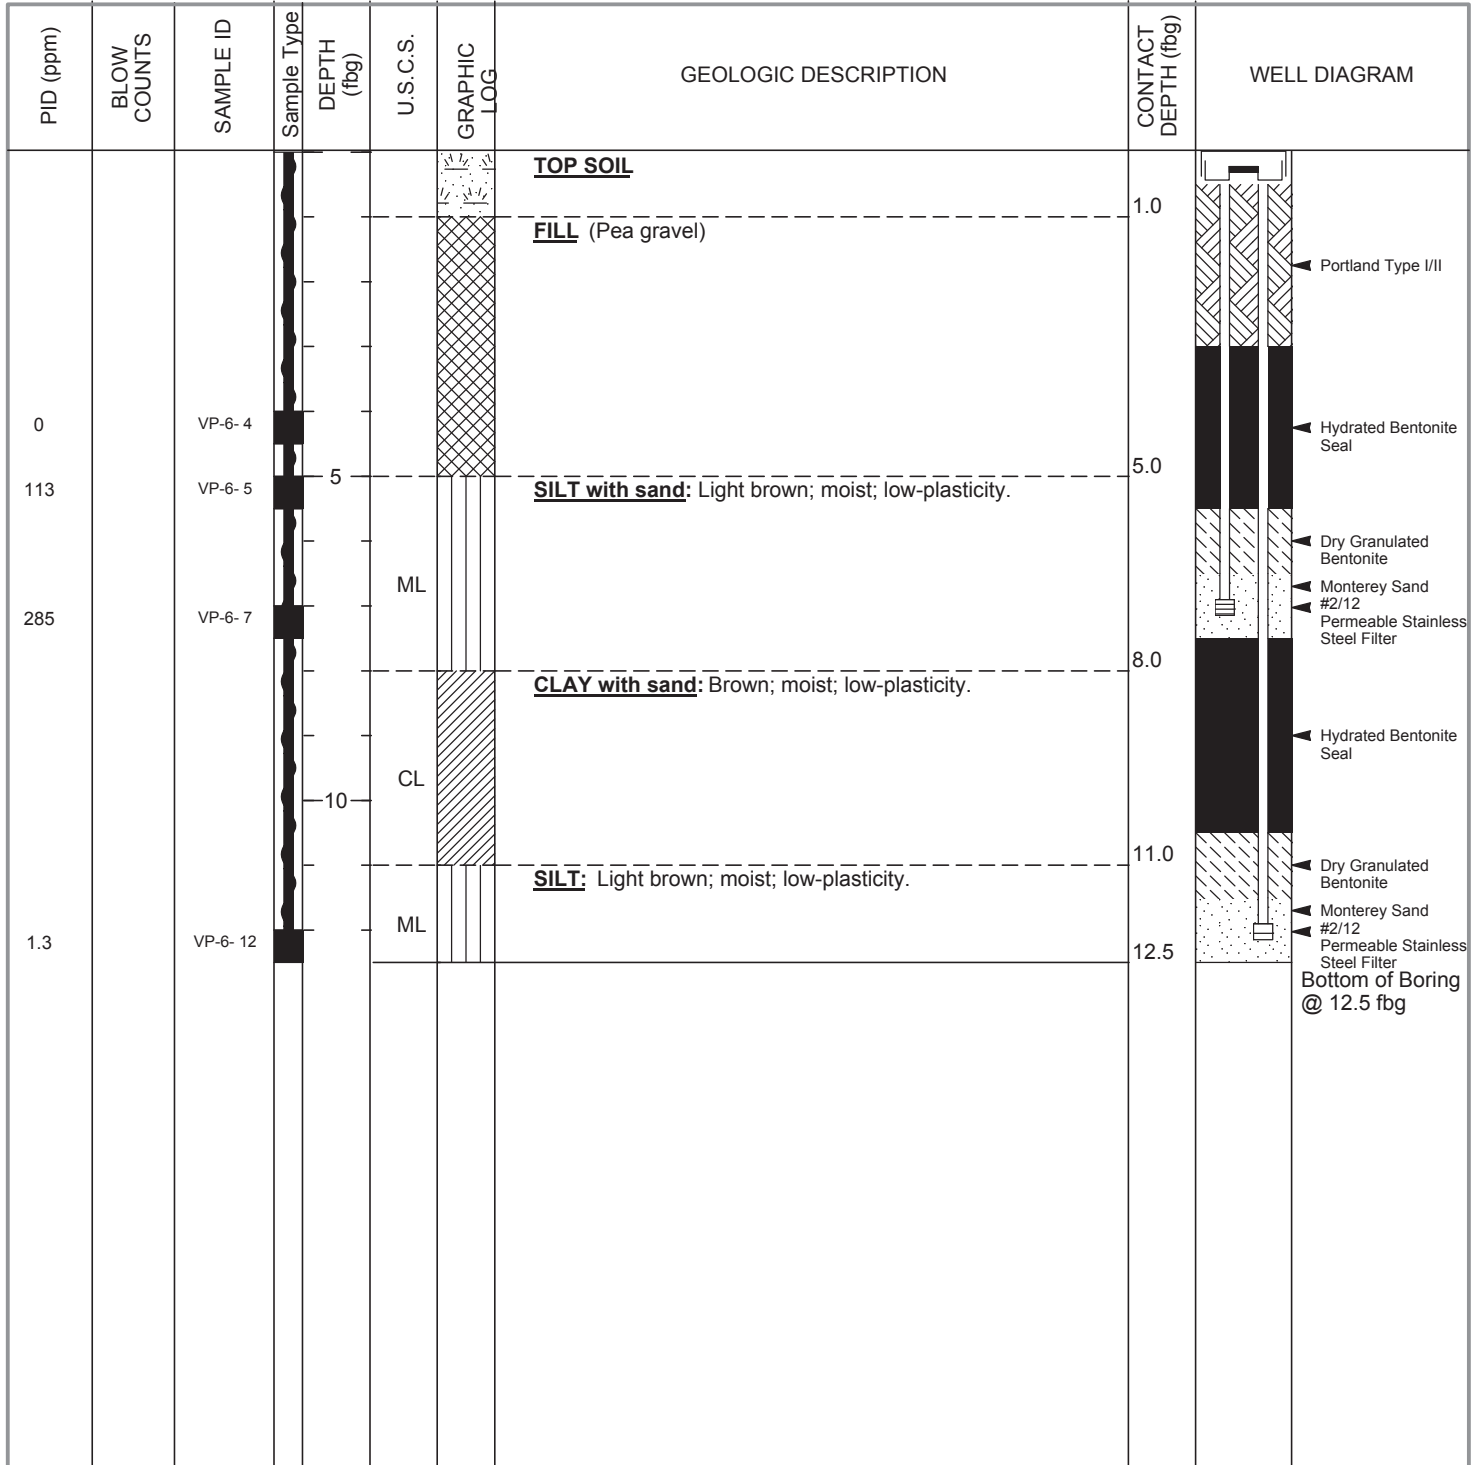 PID (ppm)
BLOW
COUNTS
SAMPLE ID
Sample Type
DEPTH
(fbg)
U.S.C.S.
GRAPHIC
LOG
GEOLOGIC DESCRIPTION
CONTACT
DEPTH (fbg)
WELL DIAGRAM
TOP SOIL
1.0
FILL (Pea gravel)
Portland Type I/II
0
VP-6- 4
Hydrated Bentonite
Seal
5
5.0
113
VP-6- 5
SILT with sand: Light brown; moist; low-plasticity.
Dry Granulated
Bentonite
ML
Monterey Sand
#2/12
285
VP-6- 7
Permeable Stainless
Steel Filter
8.0
CLAY with sand: Brown; moist; low-plasticity.
Hydrated Bentonite
Seal
CL
10
11.0
SILT: Light brown; moist; low-plasticity.
Dry Granulated
Bentonite
ML
Monterey Sand
#2/12
1.3
VP-6- 12
Permeable Stainless
Steel Filter
12.5
Bottom of Boring
@ 12.5 fbg